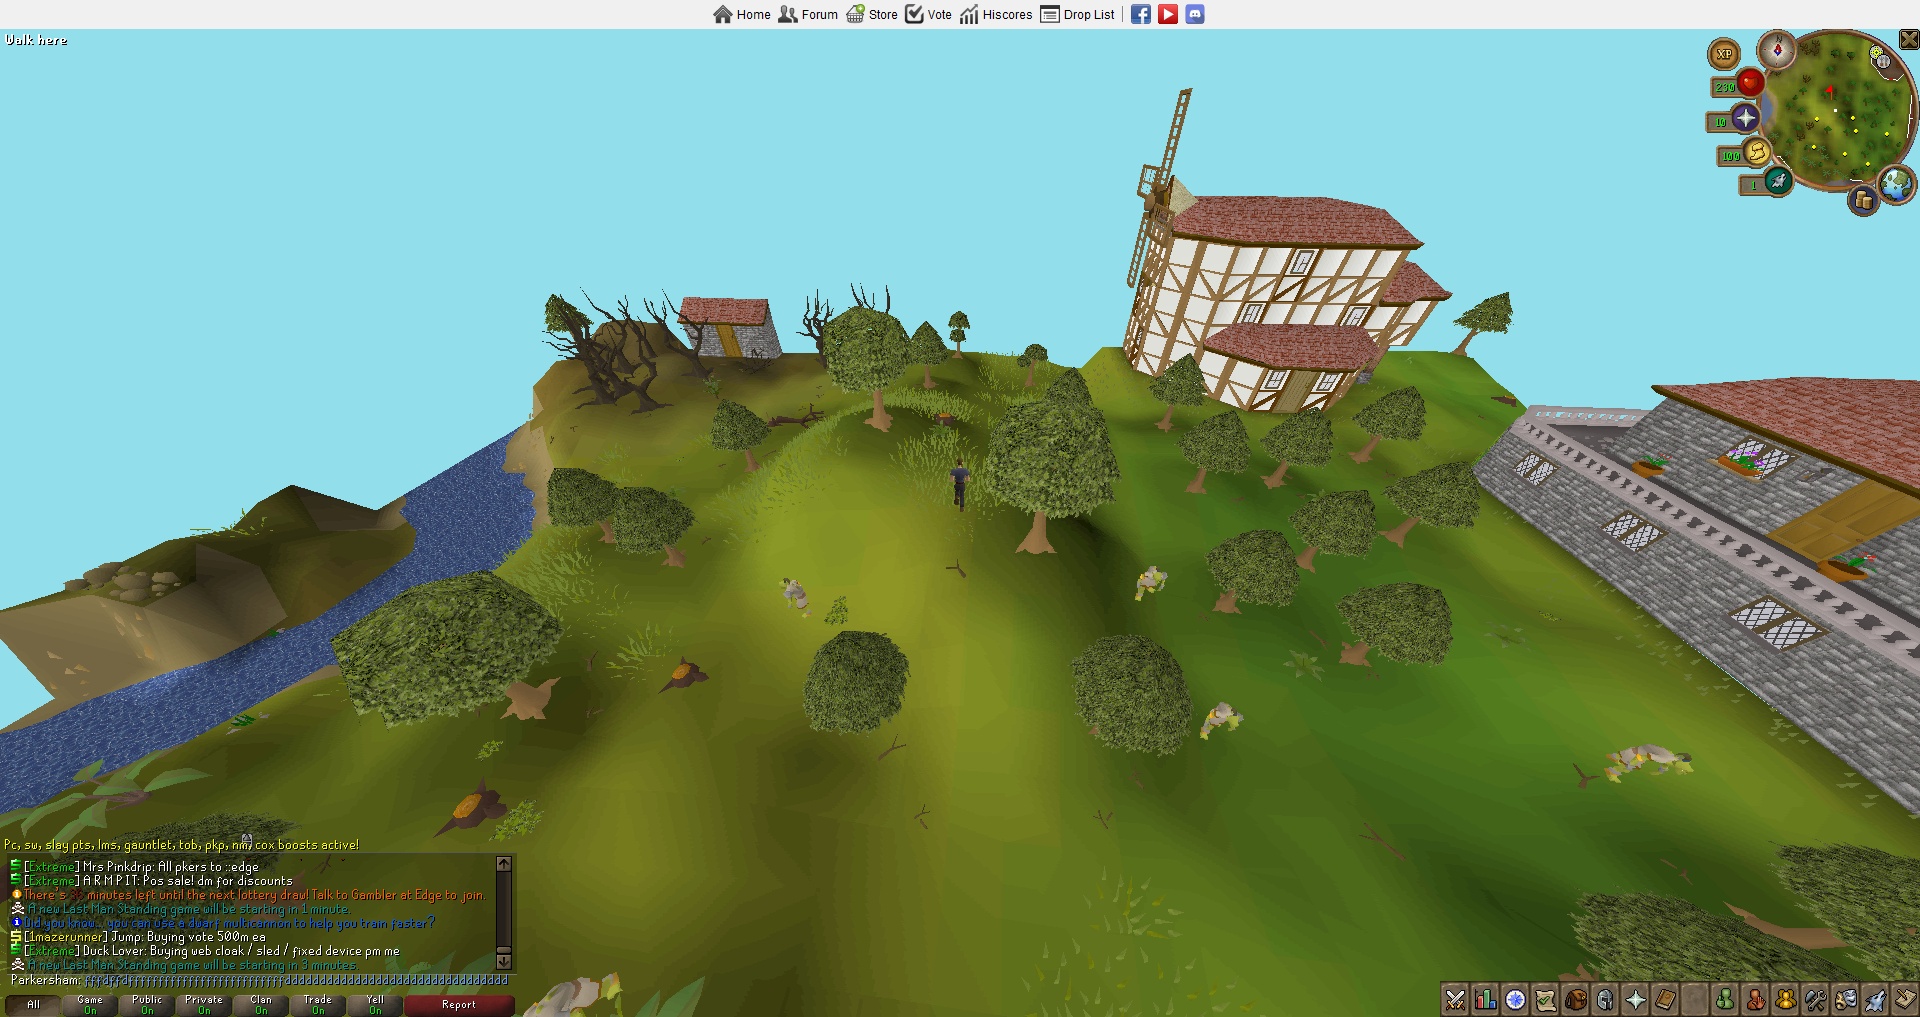 Home Forum Store Vote Hiscores Drop List
Walk here
XP
N
230
10
100
1
Pc, sw, slay pts, lms, gauntlet, tob, pkp, nm, cox boosts active!
[Extreme] Mrs Pinkdrip: All pkers to ::edge
[Extreme] A R M P I T: Pos sale! dm for discounts
There's minutes left until the next lottery draw! Talk to Gambler at Edge to join.
A new Last Man Standing game will be starting in 1 minute.
Did you know... you can use a dwarf multicannon to help you train faster?
[1mazerunner] Jump: Buying vote 500m ea
[Extreme] Duck Lover: Buying web cloak / sled / fixed device pm me
A new Last Man Standing game will be starting in 3 minutes.
Parkersham:
All Game Public Private Clan Trade Yell Report
On On On On On On